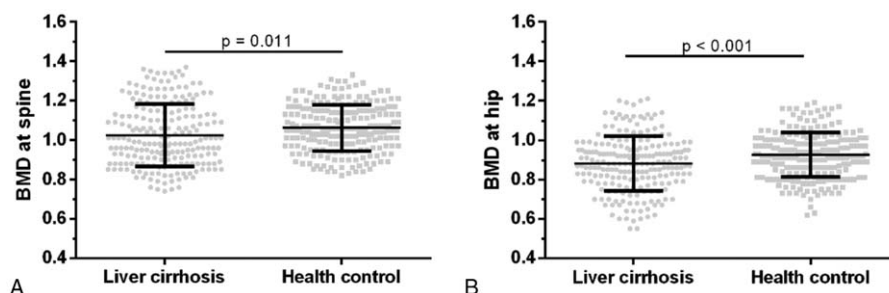 1.6
1.4
1.2
1.0
0.8
0.6
0.4
BMD at spine
p = 0.011
Liver cirrhosis
Health control
A
1.6
1.4
1.2
1.0
0.8
0.6
0.4
BMD at hip
p < 0.001
Liver cirrhosis
Health control
B